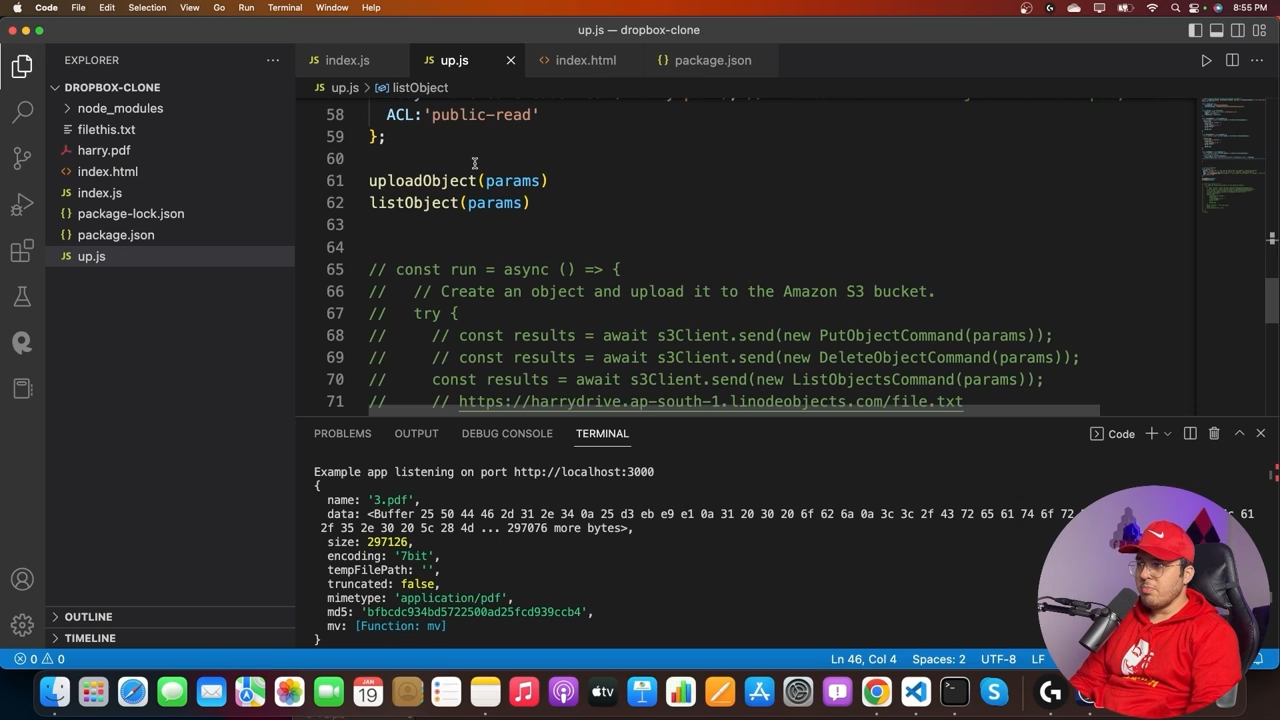 Code File Edit Selection View Go Run Terminal Window Help 8:55 PM
up.js — dropbox-clone
EXPLORER
DROPBOX-CLONE
node_modules
filethis.txt
harry.pdf
index.html
index.js
package-lock.json
package.json
up.js
OUTLINE
TIMELINE
JS index.js JS up.js <> index.html {} package.json
JS up.js > listObject
58 ACL:'public-read'
59 };
60
61 uploadObject(params)
62 listObject(params)
63
64
65 // const run = async () => {
66 // // Create an object and upload it to the Amazon S3 bucket.
67 // try {
68 // // const results = await s3Client.send(new PutObjectCommand(params));
69 // // const results = await s3Client.send(new DeleteObjectCommand(params));
70 // const results = await s3Client.send(new ListObjectsCommand(params));
71 // // https://harrydrive.ap-south-1.linodeobjects.com/file.txt
PROBLEMS OUTPUT DEBUG CONSOLE TERMINAL Code
Example app listening on port http://localhost:3000
{
name: '3.pdf',
data: <Buffer 25 50 44 46 2d 31 2e 34 0a 25 d3 eb e9 e1 0a 31 20 30 20 6f 62 6a 0a 3c 3c 2f 43 72 65 61 74 6f 72 61
2f 35 2e 30 20 5c 28 4d ... 297076 more bytes>,
size: 297126,
encoding: '7bit',
tempFilePath: '',
truncated: false,
mimetype: 'application/pdf',
md5: 'bfbcdc934bd5722500ad25fcd939ccb4',
mv: [Function: mv]
}
0 0 Ln 46, Col 4 Spaces: 2 UTF-8 LF
JAN
19
tv